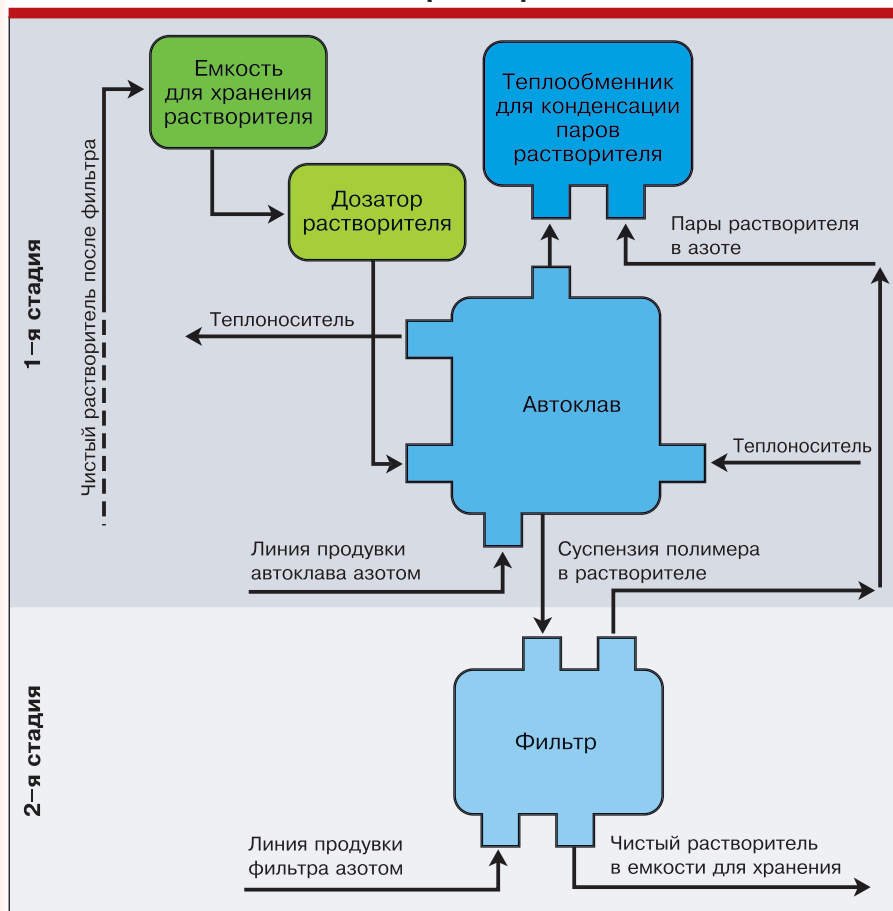 Емкость
для хранения
растворителя
Теплообменник
для конденсации
паров
растворителя
Дозатор
растворителя
Пары растворителя
в азоте
Чистый растворитель после фильтра
1–я стадия
Теплоноситель
Автоклав
Теплоноситель
Линия продувки
автоклава азотом
Суспензия полимера
в растворителе
2–я стадия
Фильтр
Линия продувки
фильтра азотом
Чистый растворитель
в емкости для хранения